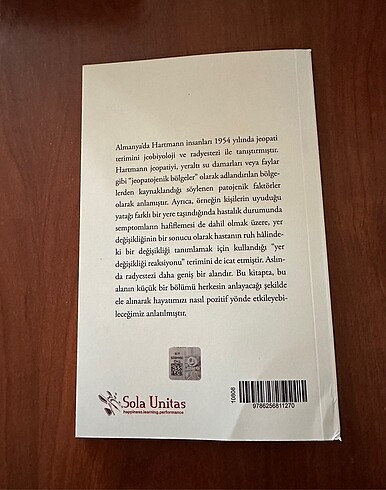 Almanya'da Hartmann insanları 1954 yılında jeopati
terimini jeobiyoloji ve radyestezi ile tanıştırmıştır.
Hartmann jeopatiyi, yeraltı su damarları veya faylar
gibi "jeopatojenik bölgeler" olarak adlandırılan bölge-
lerden kaynaklandığı söylenen patojenik faktörler
olarak anlamıştır. Ayrıca, örneğin kişilerin uyuduğu
yatağı farklı bir yere taşındığında hastalık durumunda
semptomların hafiflemesi de dahil olmak üzere, yer
değişikliğinin bir sonucu olarak hastanın ruh hâlinde-
ki bir değişikliği tanımlamak için kullandığı "yer
değişikliği reaksiyonu" terimini de icat etmiştir. Aslın-
da radyestezi daha geniş bir alandır. Bu kitapta, bu
alanın küçük bir bölümü herkesin anlayacağı şekilde
ele alınarak hayatımızı nasıl pozitif yönde etkileyebi-
leceğimiz anlatılmıştır.
Sola Unitas
happiness.learning.performance
10806
9786256811270